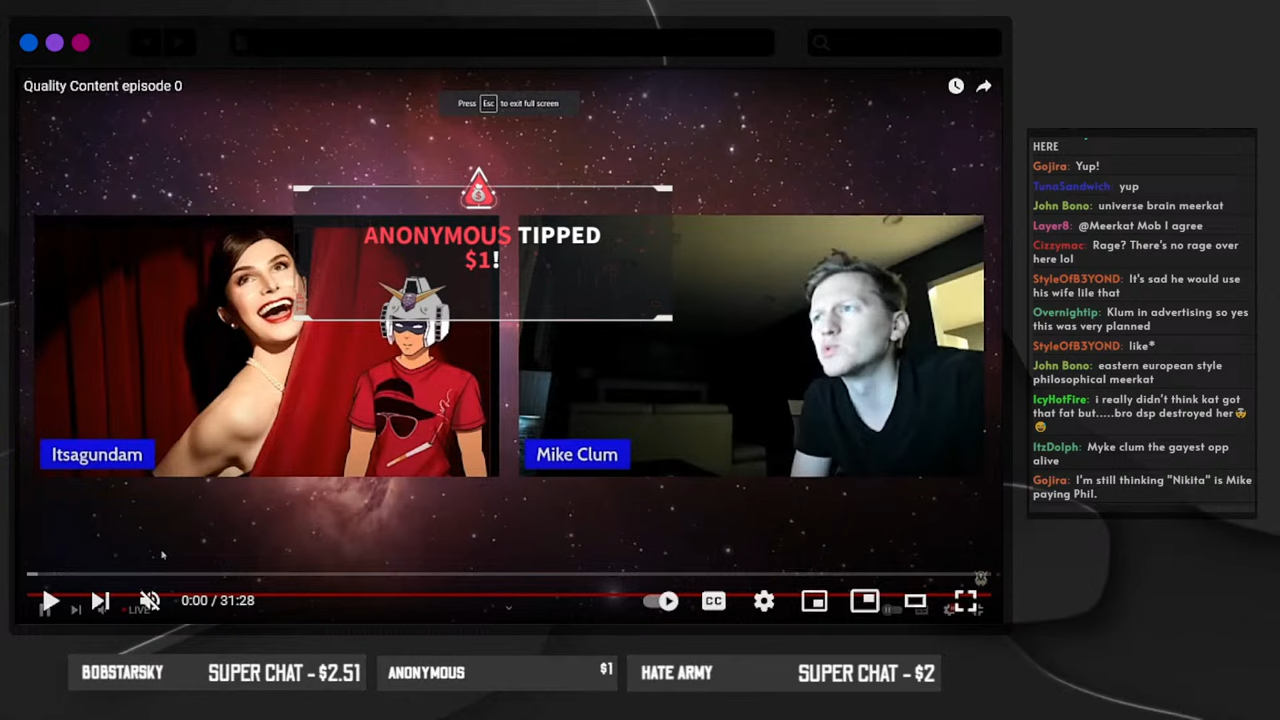 Quality Content episode 0
Press Esc to exit full screen
ANONYMOUS TIPPED
$1!
Itsagundam
Mike Clum
0:00 / 31:28
LIVE
CC
HERE
Gojira: Yup!
TunaSandwich: yup
John Bono: universe brain meerkat
Layer8: @Meerkat Mob I agree
Cizzymac: Rage? There's no rage over
here lol
StyleOfB3YOND: It's sad he would use
his wife lile that
Overnightip: Klum in advertising so yes
this was very planned
StyleOfB3YOND: like*
John Bono: eastern european style
philosophical meerkat
IcyHotFire: i really didn't think kat got
that fat but.....bro dsp destroyed her🤯
😅
ItzDolph: Myke clum the gayest opp
alive
Gojira: I'm still thinking "Nikita" is Mike
paying Phil.
BOBSTARSKY SUPER CHAT - $2.51
ANONYMOUS $1
HATE ARMY SUPER CHAT - $2